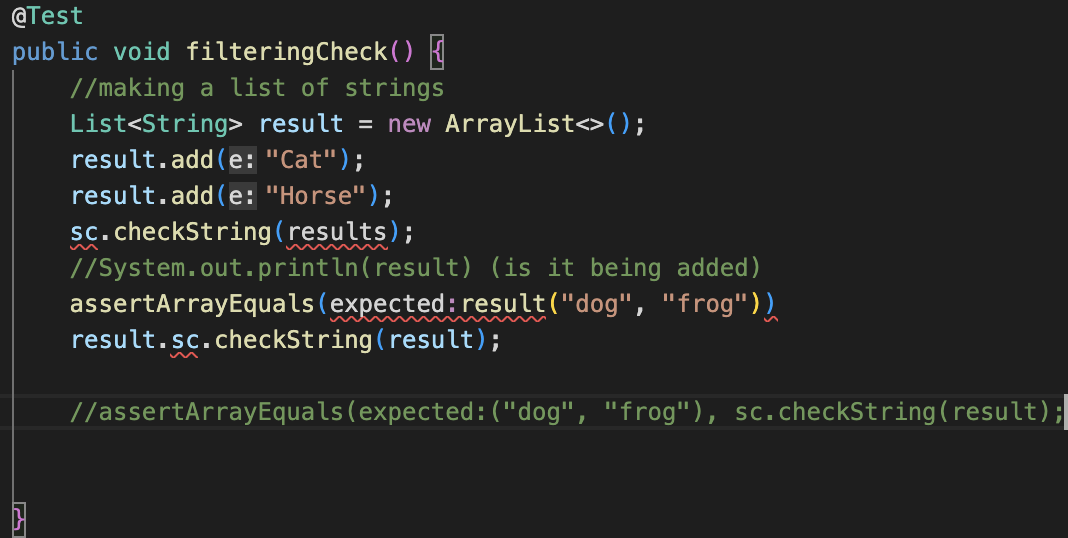 @Test
public void filteringCheck() {
//making a list of strings
List<String> result = new ArrayList<>();
result.add(e: "Cat");
result.add(e: "Horse");
sc.checkString(results);
//System.out.println(result) (is it being added)
assertArrayEquals(expected:result("dog", "frog"))
result.sc.checkString(result);
//assertArrayEquals(expected:("dog", "frog"), sc.checkString(result);
}